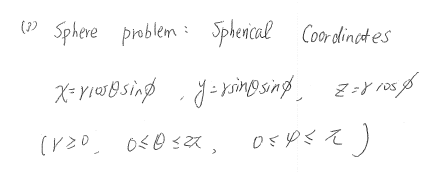 (2) Sphere problem : Spherical Coordinates
x = r cosθ sinϕ , y = r sinθ sinϕ , z = r cos ϕ
( r ≥ 0 , 0 ≤ θ ≤ 2π , 0 ≤ φ ≤ π )